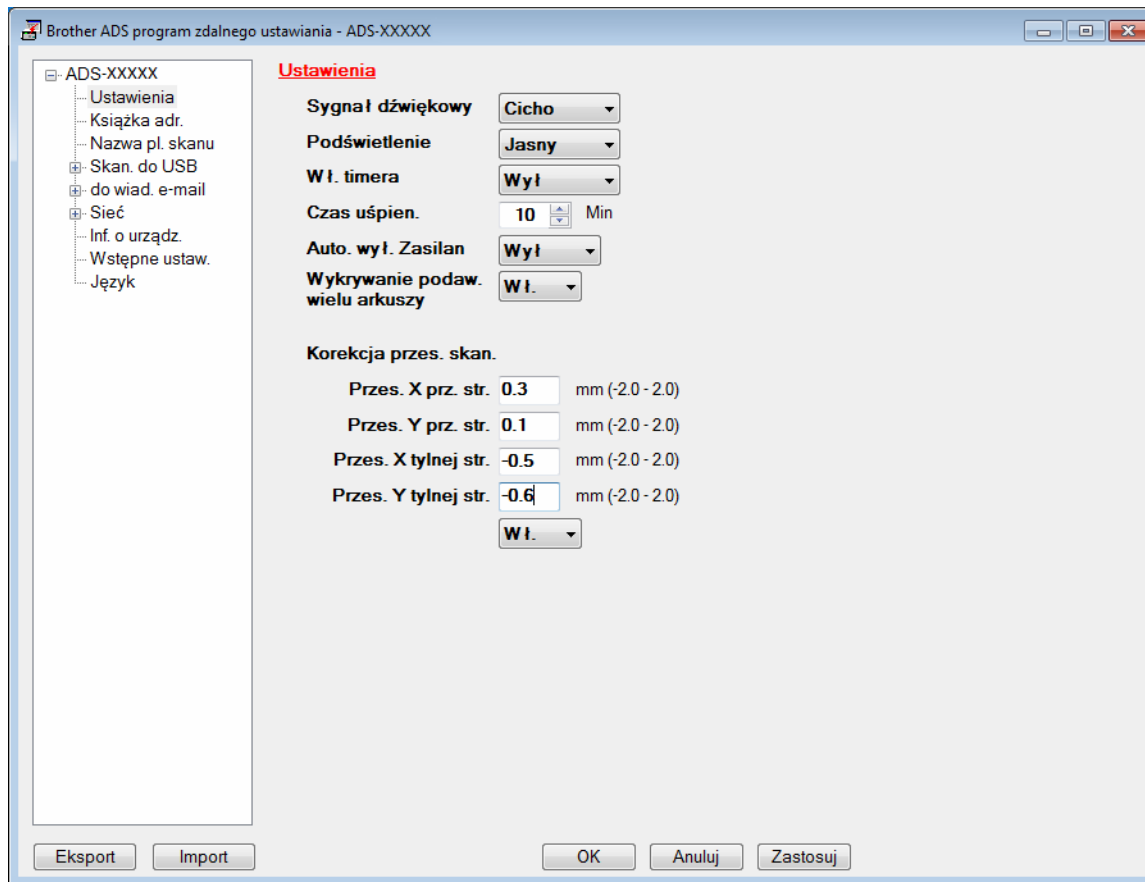 Brother ADS program zdalnego ustawiania - ADS-XXXXX
ADS-XXXXX
Ustawienia
Książka adr.
Nazwa pl. skanu
Skan. do USB
do wiad. e-mail
Sieć
Inf. o urządz.
Wstępne ustaw.
Język
Ustawienia
Sygnał dźwiękowy Cicho
Podświetlenie Jasny
Wł. timera Wył
Czas uśpien. 10 Min
Auto. wył. Zasilan Wył
Wykrywanie podaw.
wielu arkuszy Wł.
Korekcja przes. skan.
Przes. X prz. str. 0.3 mm (-2.0 - 2.0)
Przes. Y prz. str. 0.1 mm (-2.0 - 2.0)
Przes. X tylnej str. -0.5 mm (-2.0 - 2.0)
Przes. Y tylnej str. -0.6 mm (-2.0 - 2.0)
Wł.
Eksport Import OK Anuluj Zastosuj